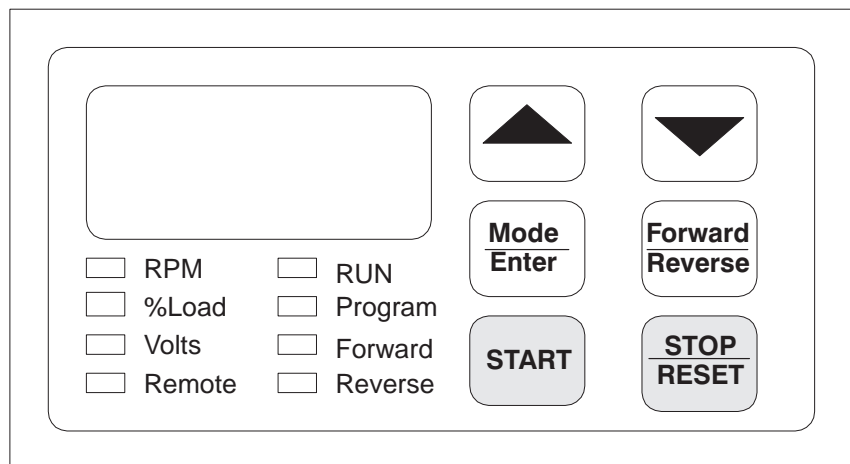 RPM
%Load
Volts
Remote
RUN
Program
Forward
Reverse
Mode
Enter
Forward
Reverse
START
STOP
RESET